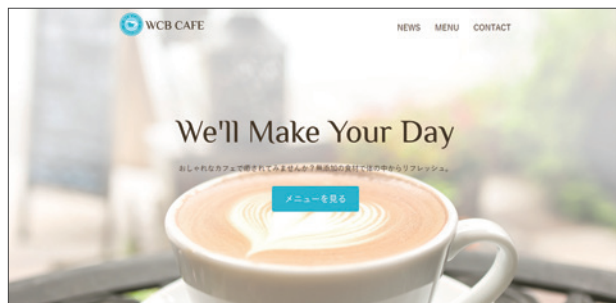 WCB CAFE
NEWS MENU CONTACT
We'll Make Your Day
おしゃれなカフェで癒されてみませんか？無添加の食材で体の中からリフレッシュ。
メニューを見る